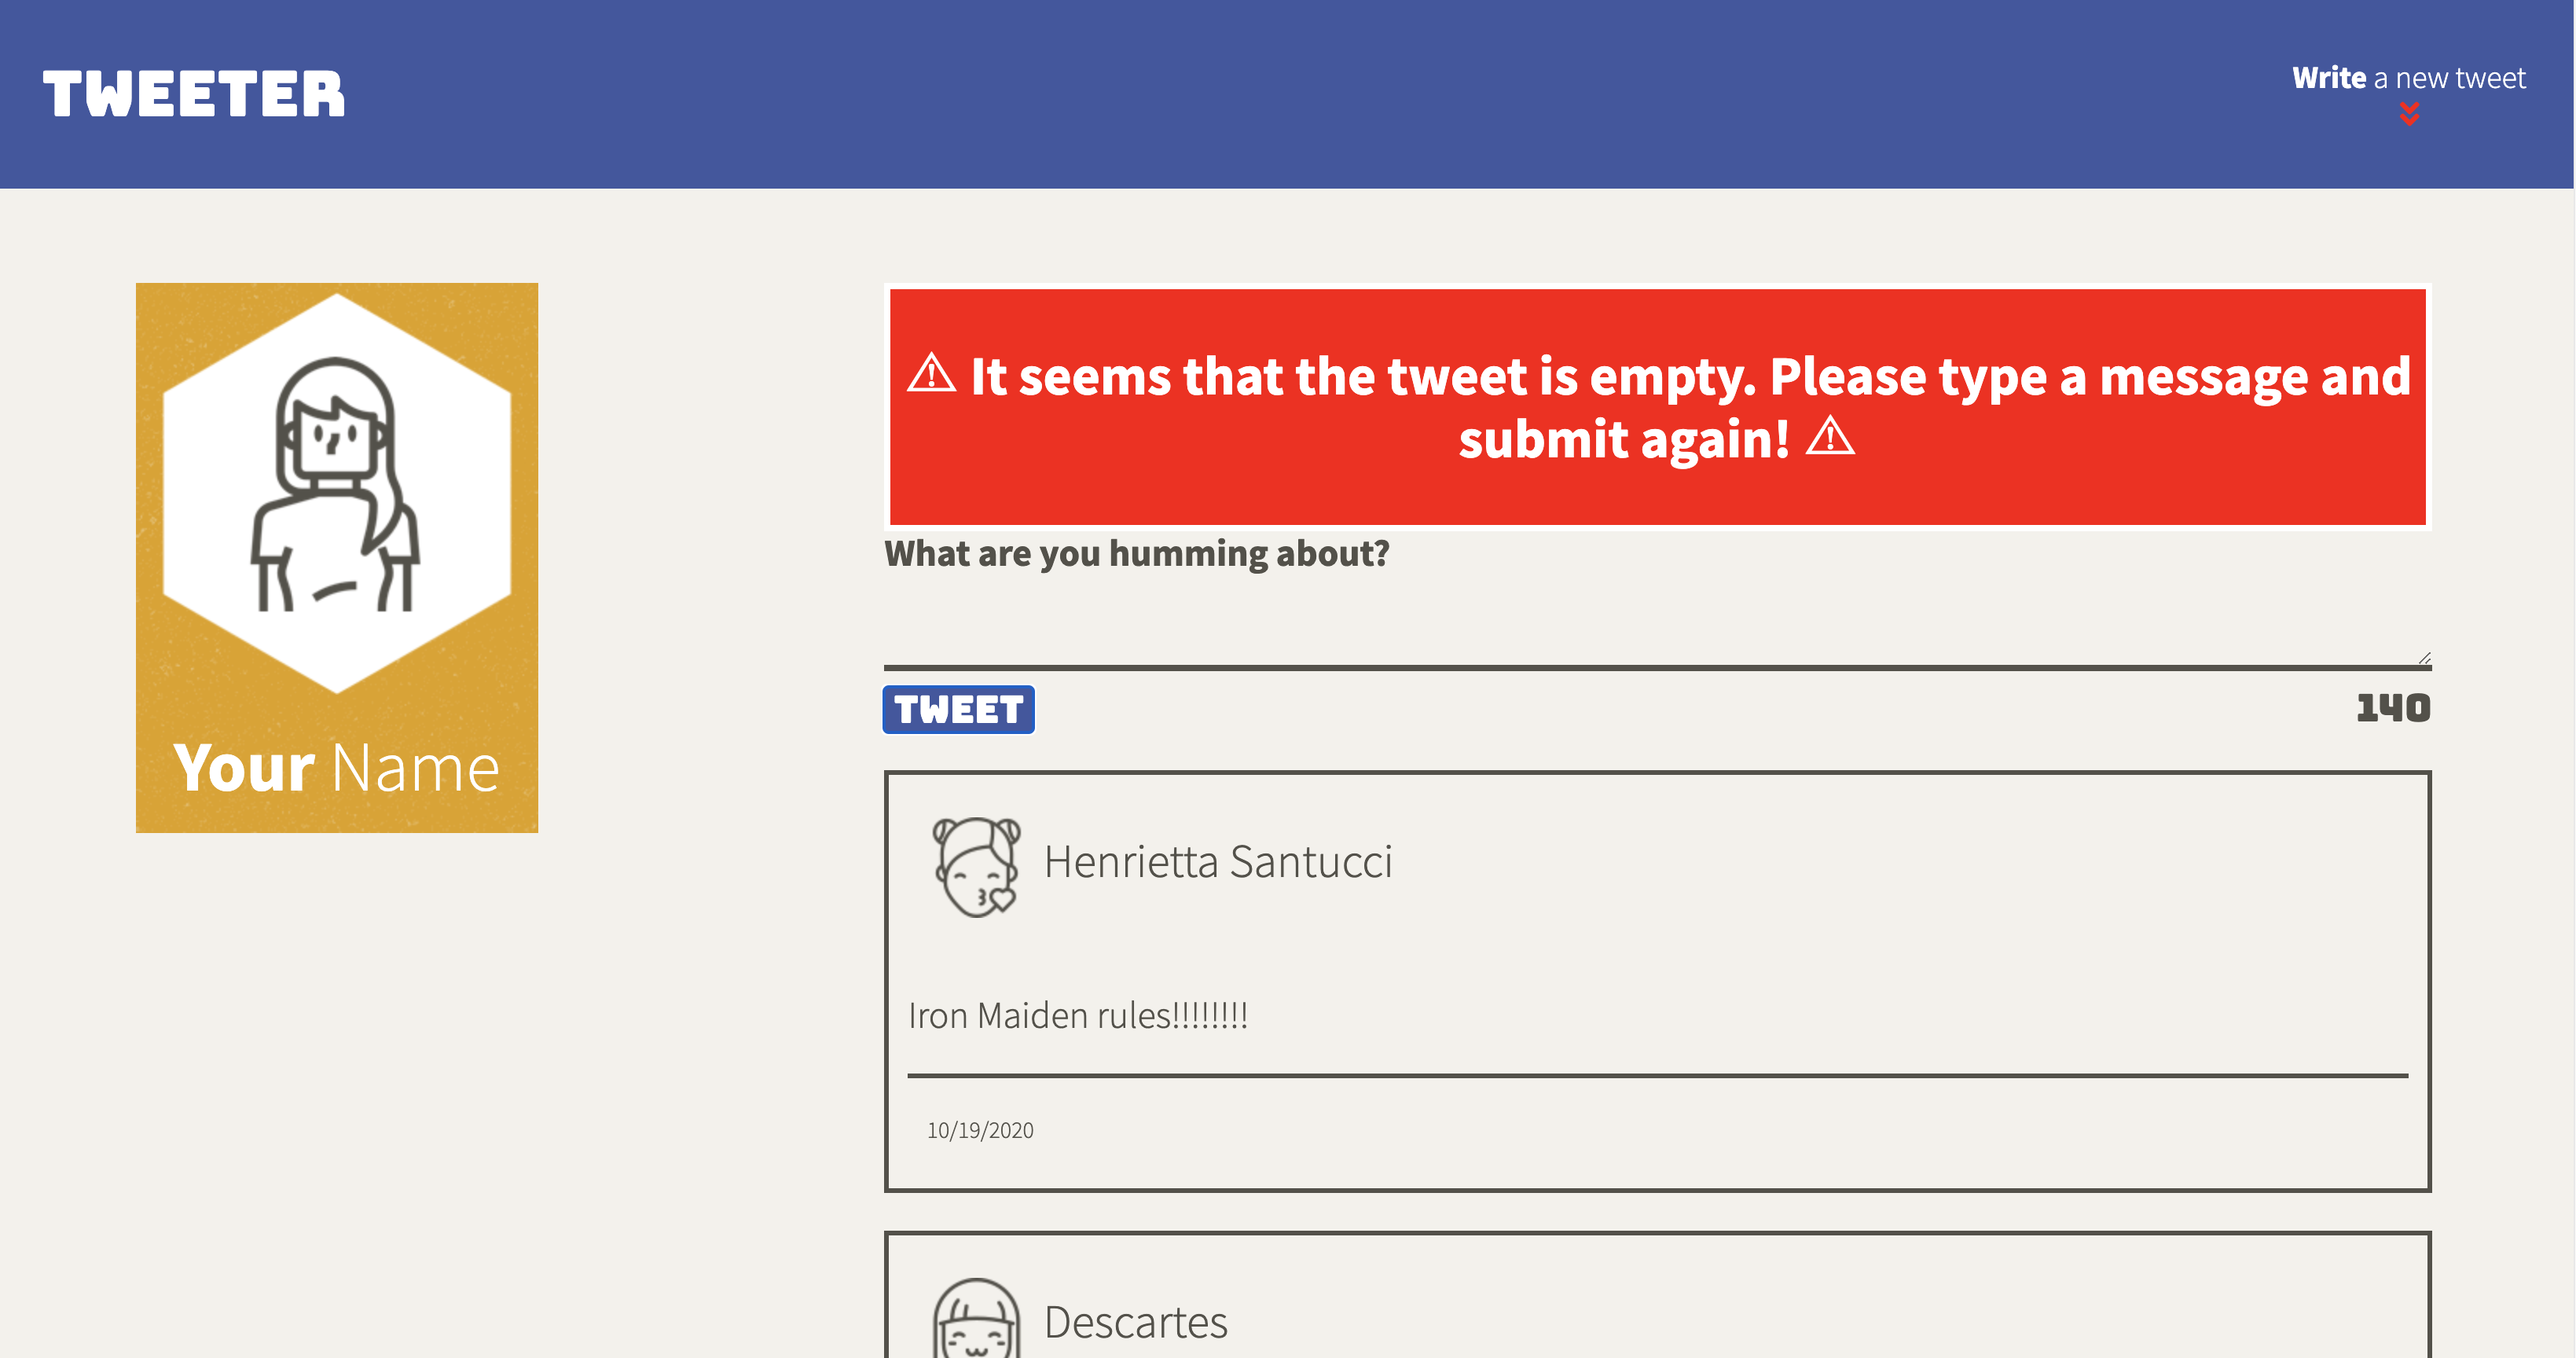 TWEETER
Write a new tweet
⚠ It seems that the tweet is empty. Please type a message and
submit again! ⚠
What are you humming about?
TWEET
140
Your Name
Henrietta Santucci
Iron Maiden rules!!!!!!!!
10/19/2020
Descartes